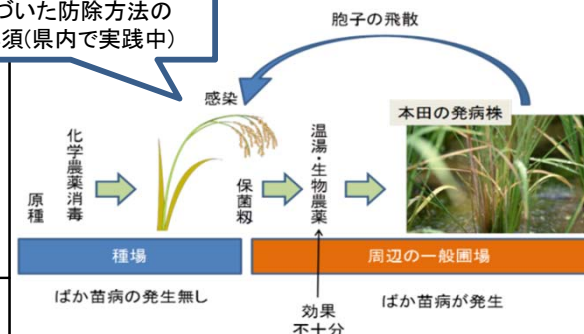 づいた防除方法の
須(県内で実践中)
胞子の飛散
感染
本田の発病株
原種
化学農薬消毒
保菌籾
温湯・生物農薬
種場
周辺の一般圃場
ばか苗病の発生無し
効果
不十分
ばか苗病が発生